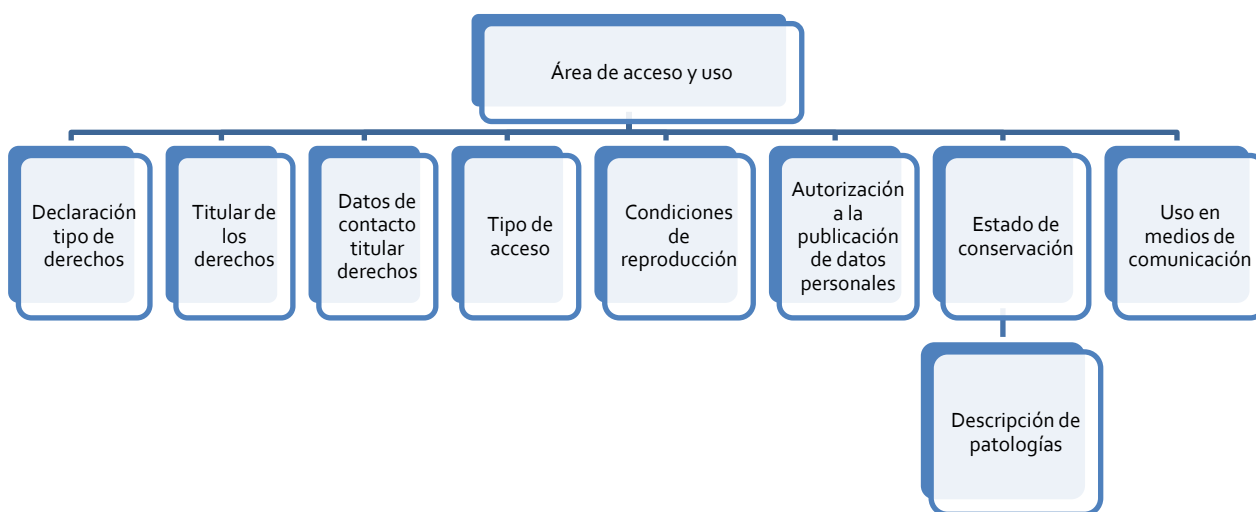 Área de acceso y uso
Declaración
tipo de
derechos
Titular de
los
derechos
Datos de
contacto
titular
derechos
Tipo de
acceso
Condiciones
de
reproducción
Autorización
a la
publicación
de datos
personales
Estado de
conservación
Uso en
medios de
comunicación
Descripción de
patologías